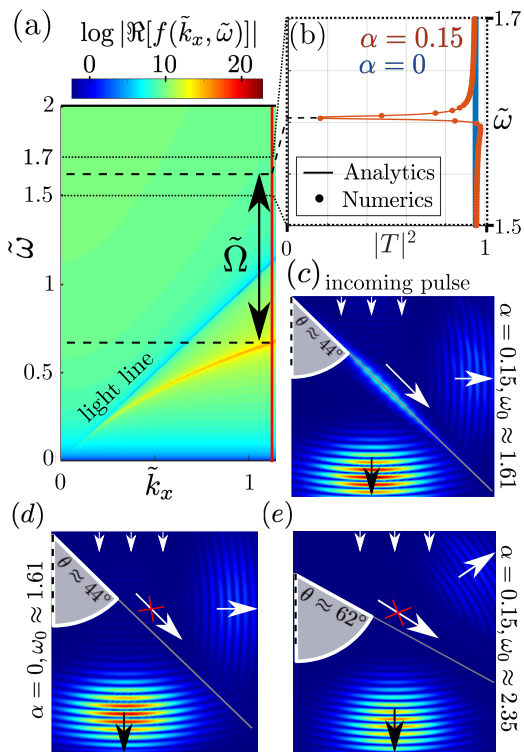 (a)
log |ℜ[f(k̃ₓ, ω̃)]|
0 10 20
2
1.7
1.5
1
0.5
0
ω̃
Ω̃
light line
0 1
k̃ₓ
(b)
α = 0.15
α = 0
1.7
ω̃
1.5
Analytics
Numerics
0 |T|² 1
(c)
incoming pulse
θ ≈ 44°
α = 0.15, ω₀ ≈ 1.61
(d)
θ ≈ 44°
α = 0, ω₀ ≈ 1.61
(e)
θ ≈ 62°
α = 0.15, ω₀ ≈ 2.35